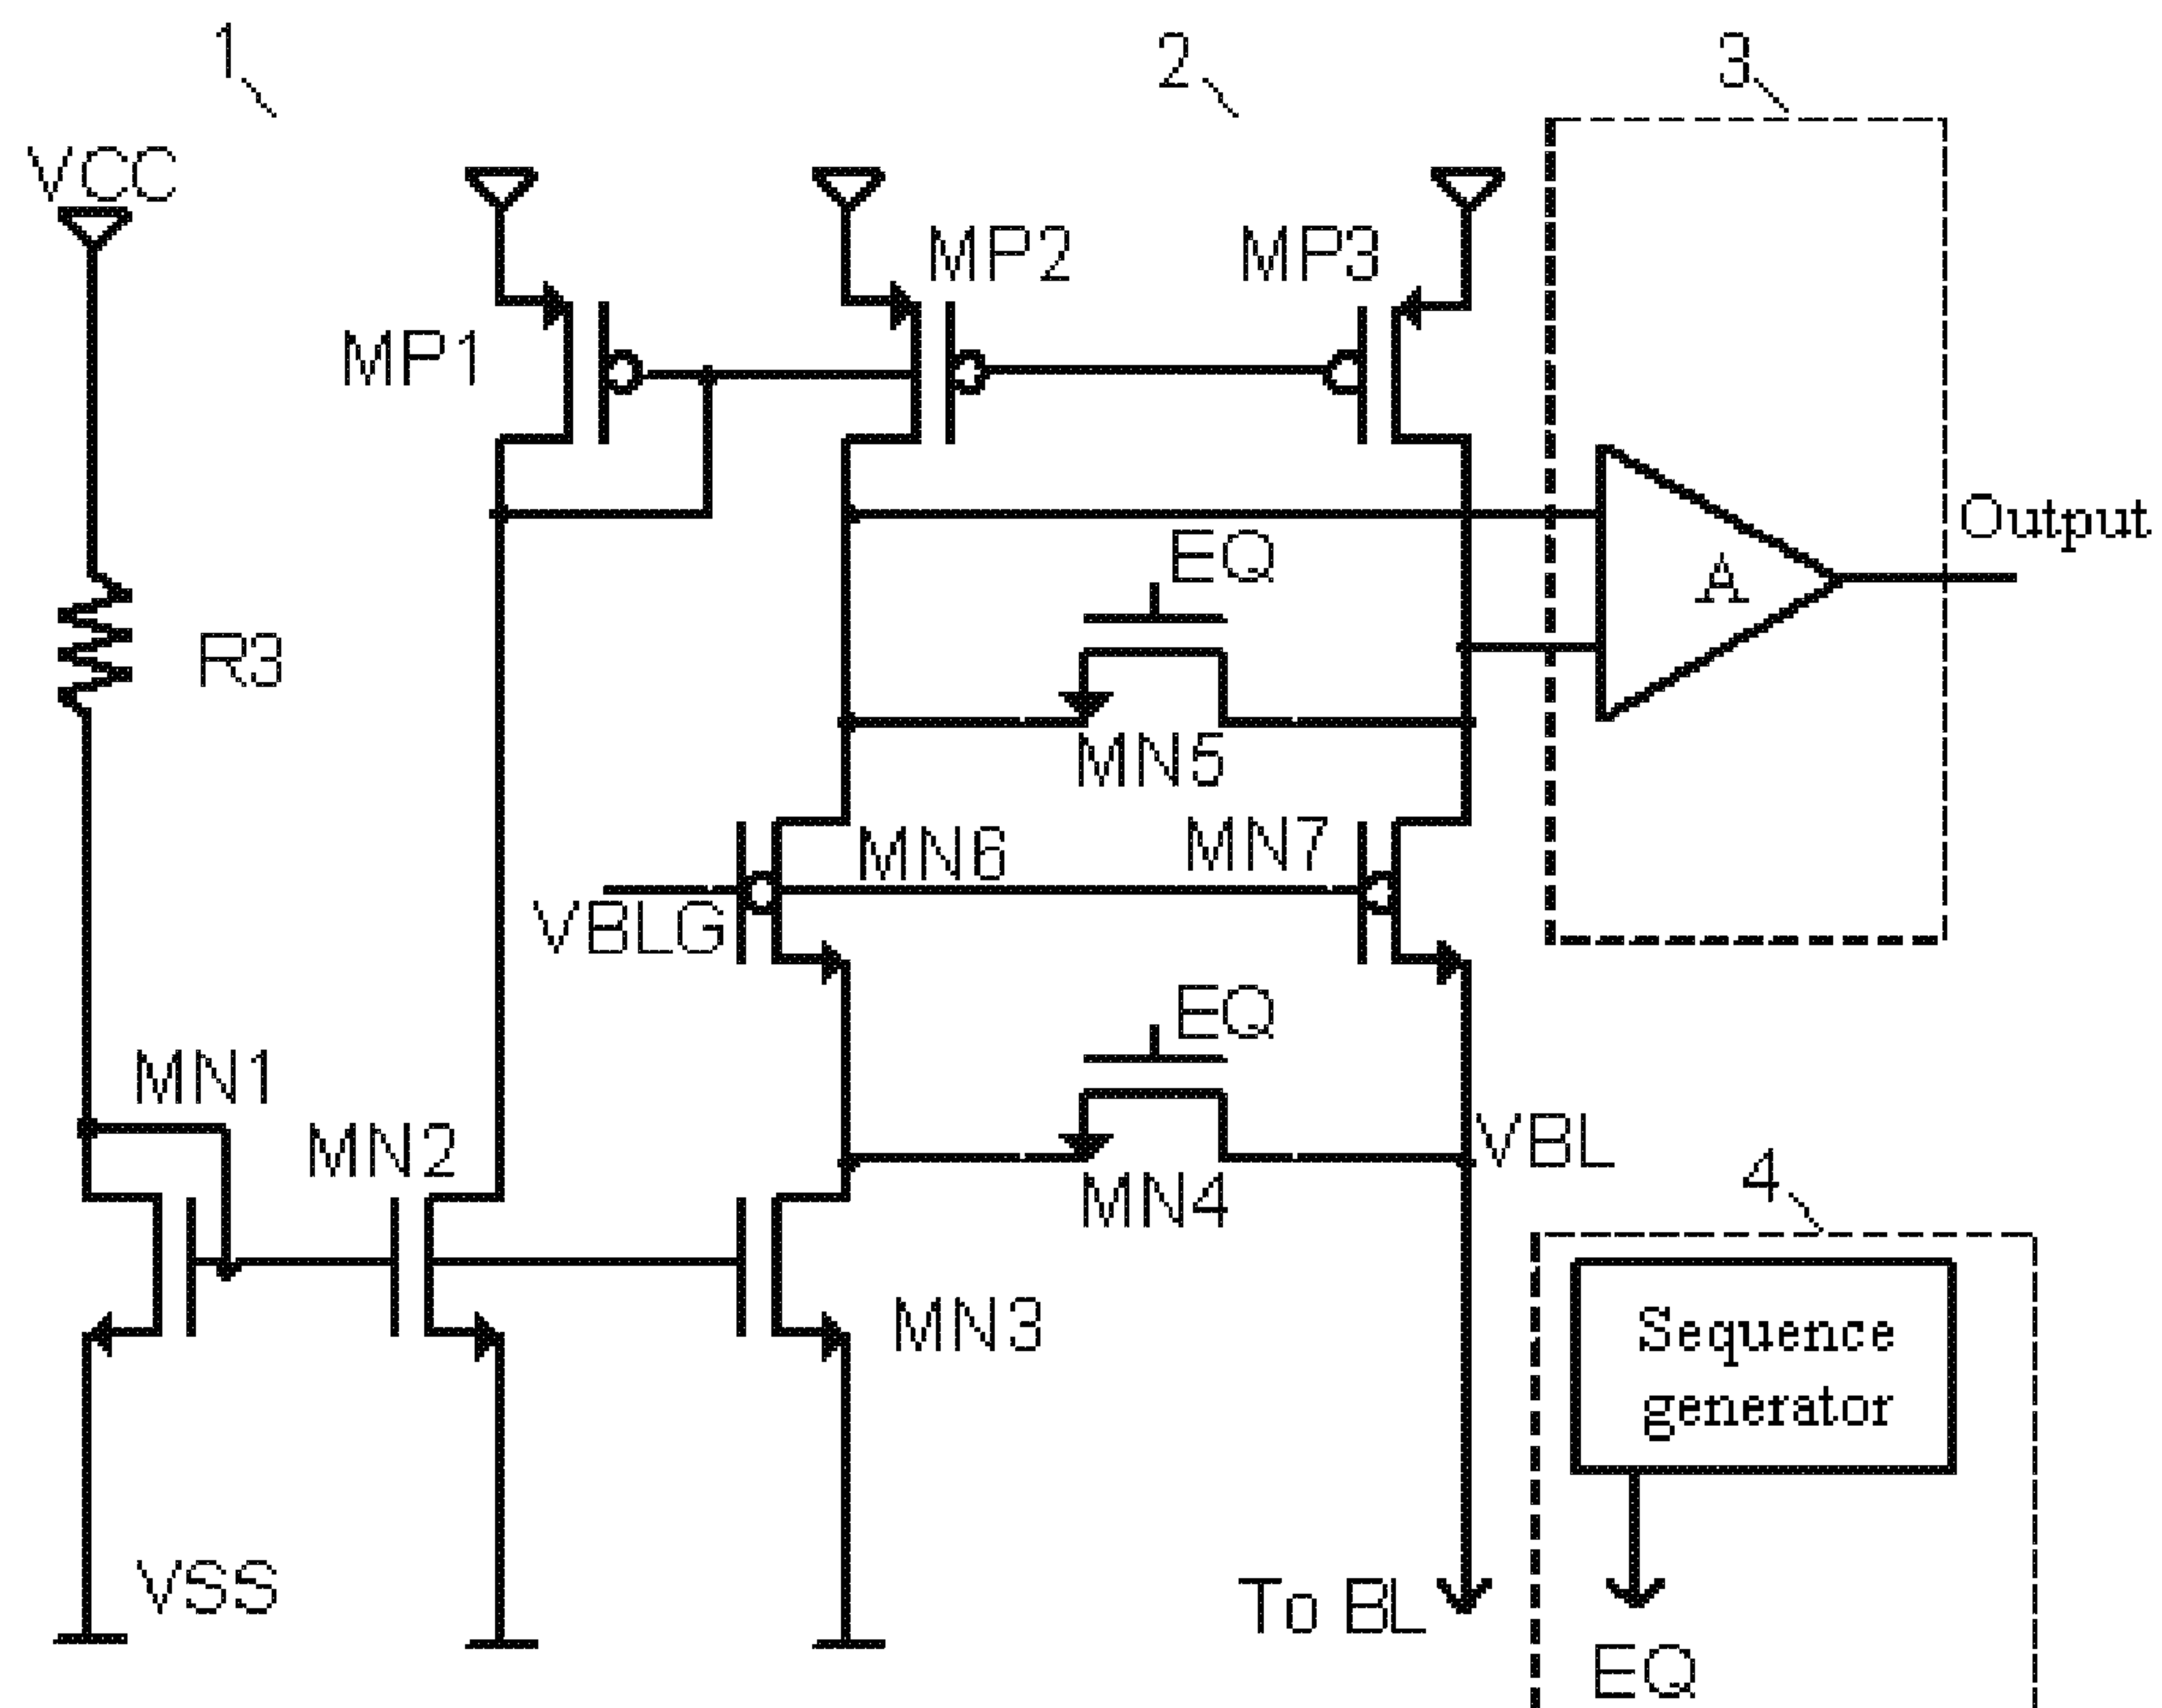 1
2
3
VCC
MP2
MP3
MP1
Output
EQ
A
R3
MN5
MN6
MN7
VBLG
EQ
MN1
MN2
VBL
MN4
4
MN3
Sequence
generator
VSS
To BL
EQ